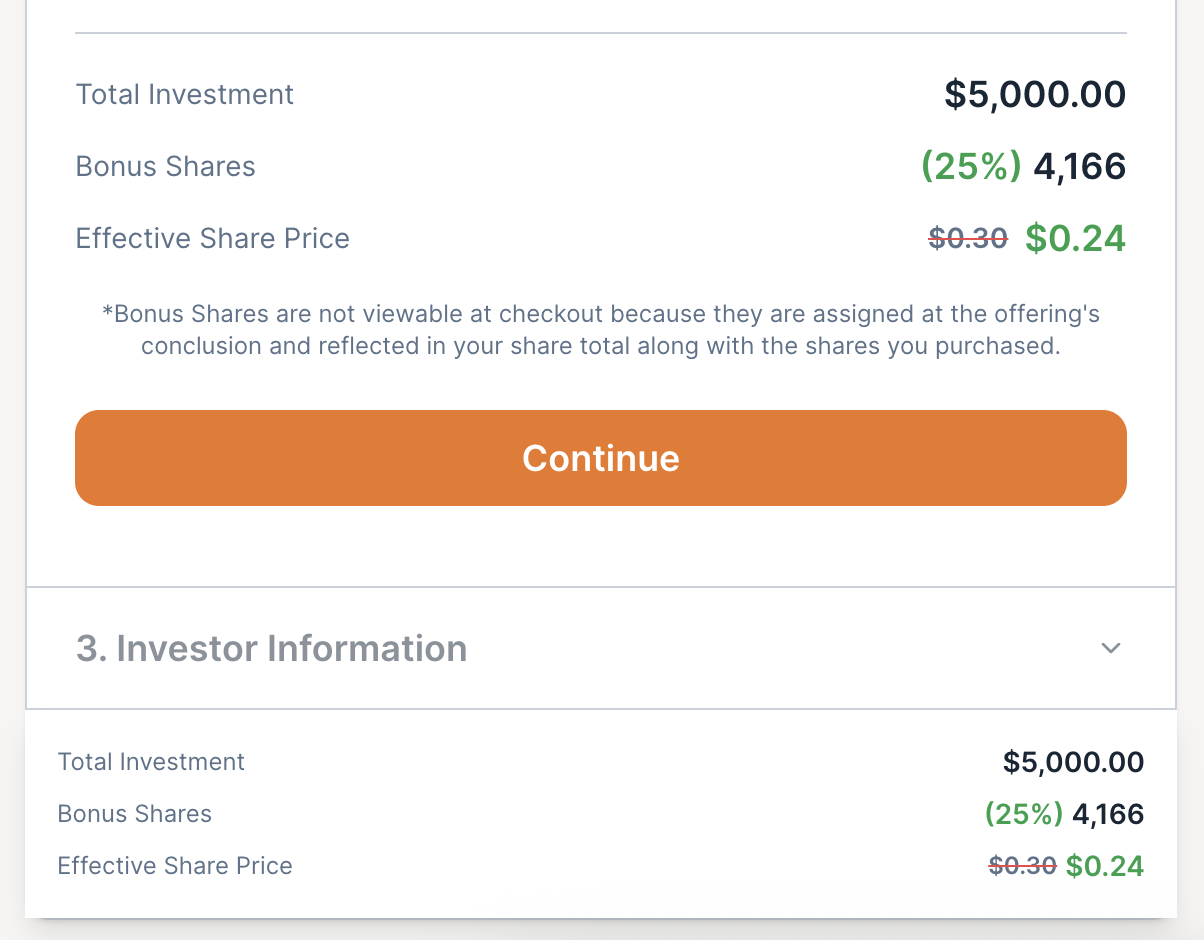 Total Investment $5,000.00
Bonus Shares (25%) 4,166
Effective Share Price $0.30 $0.24
*Bonus Shares are not viewable at checkout because they are assigned at the offering's
conclusion and reflected in your share total along with the shares you purchased.
Continue
3. Investor Information
Total Investment $5,000.00
Bonus Shares (25%) 4,166
Effective Share Price $0.30 $0.24